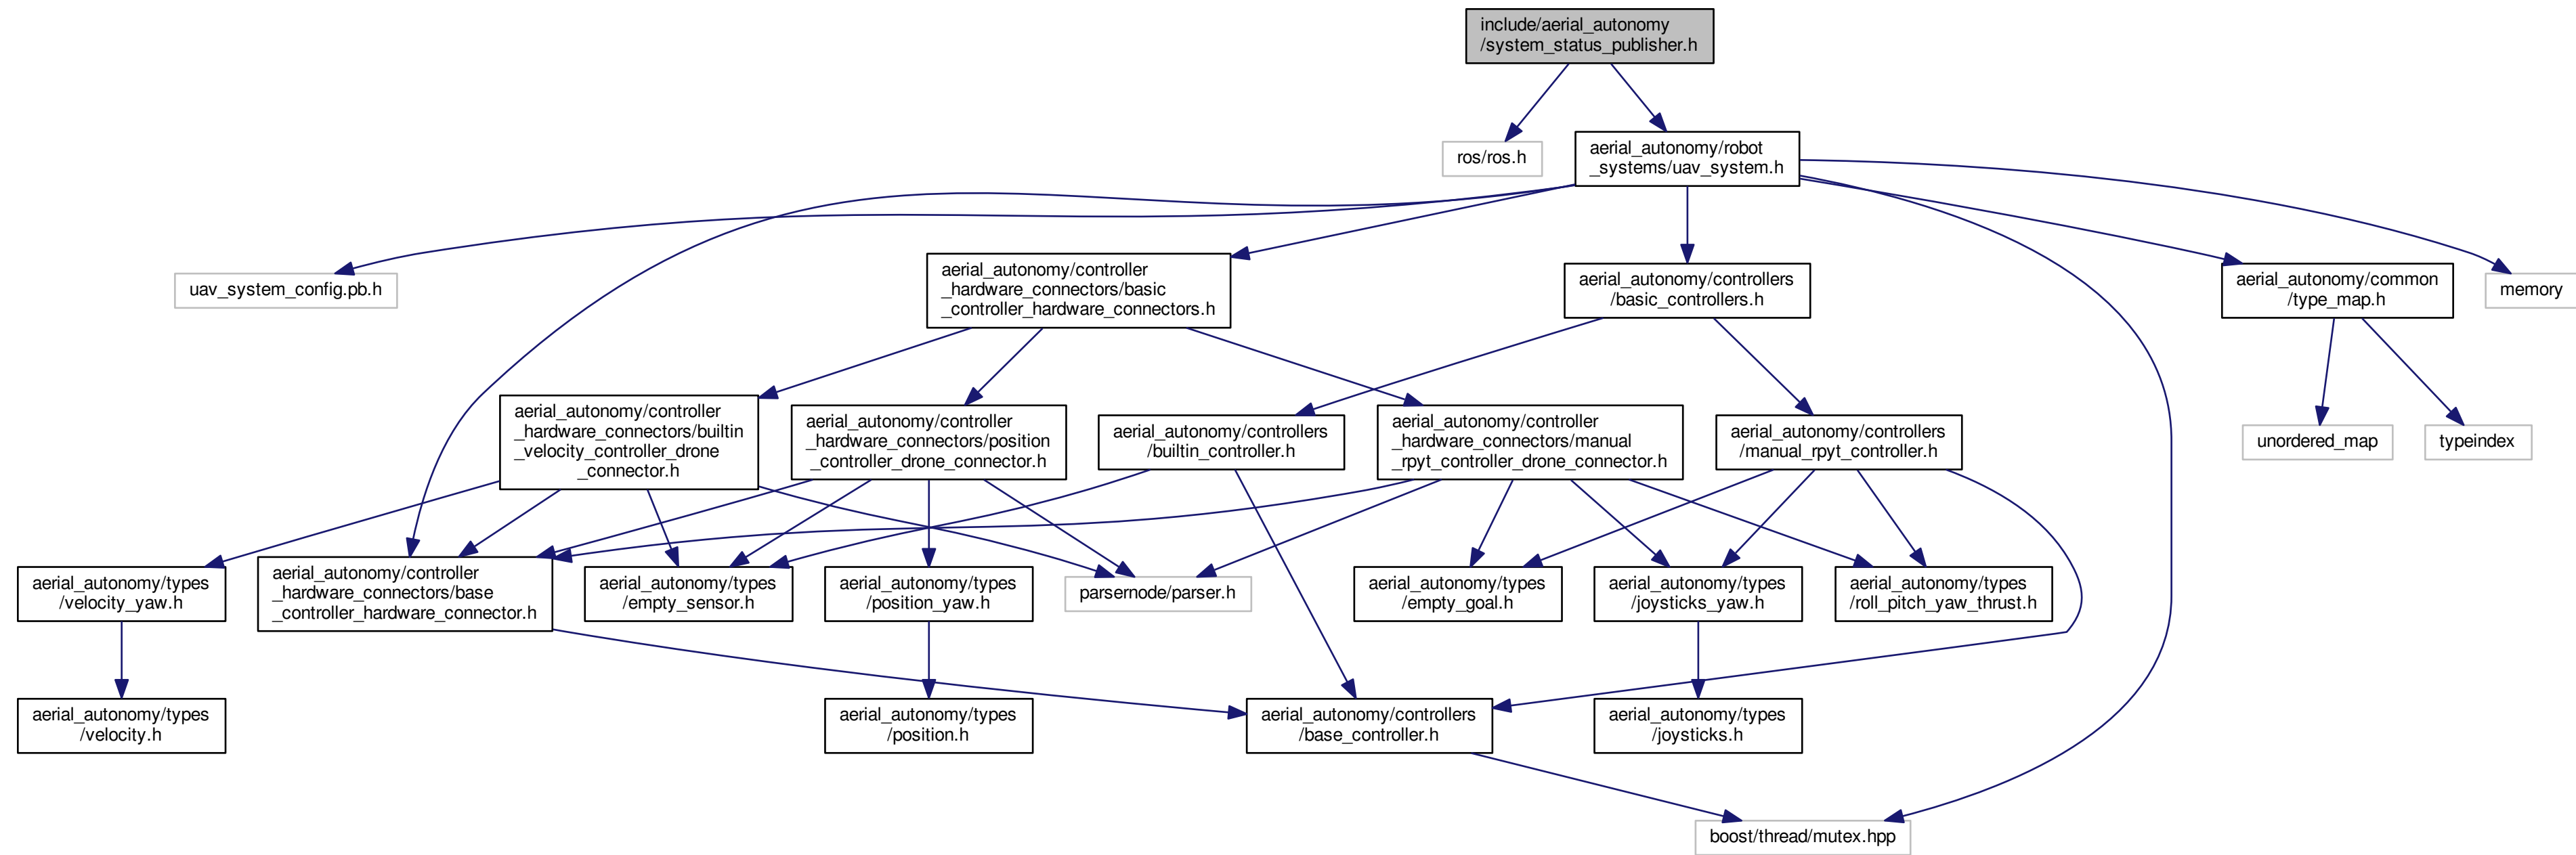 include/aerial_autonomy
/system_status_publisher.h
ros/ros.h
aerial_autonomy/robot
_systems/uav_system.h
uav_system_config.pb.h
aerial_autonomy/controller
_hardware_connectors/basic
_controller_hardware_connectors.h
aerial_autonomy/controllers
/basic_controllers.h
aerial_autonomy/common
/type_map.h
memory
aerial_autonomy/controller
_hardware_connectors/builtin
_velocity_controller_drone
_connector.h
aerial_autonomy/controller
_hardware_connectors/position
_controller_drone_connector.h
aerial_autonomy/controllers
/builtin_controller.h
aerial_autonomy/controller
_hardware_connectors/manual
_rpyt_controller_drone_connector.h
aerial_autonomy/controllers
/manual_rpyt_controller.h
unordered_map
typeindex
aerial_autonomy/types
/velocity_yaw.h
aerial_autonomy/controller
_hardware_connectors/base
_controller_hardware_connector.h
aerial_autonomy/types
/empty_sensor.h
aerial_autonomy/types
/position_yaw.h
parsernode/parser.h
aerial_autonomy/types
/empty_goal.h
aerial_autonomy/types
/joysticks_yaw.h
aerial_autonomy/types
/roll_pitch_yaw_thrust.h
aerial_autonomy/types
/velocity.h
aerial_autonomy/types
/position.h
aerial_autonomy/controllers
/base_controller.h
aerial_autonomy/types
/joysticks.h
boost/thread/mutex.hpp